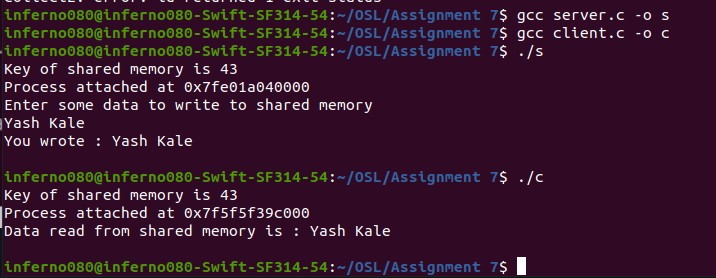 collect2: error: ld returned 1 exit status
inferno080@inferno080-Swift-SF314-54:~/OSL/Assignment 7$ gcc server.c -o s
inferno080@inferno080-Swift-SF314-54:~/OSL/Assignment 7$ gcc client.c -o c
inferno080@inferno080-Swift-SF314-54:~/OSL/Assignment 7$ ./s
Key of shared memory is 43
Process attached at 0x7fe01a040000
Enter some data to write to shared memory
Yash Kale
You wrote : Yash Kale
inferno080@inferno080-Swift-SF314-54:~/OSL/Assignment 7$ ./c
Key of shared memory is 43
Process attached at 0x7f5f5f39c000
Data read from shared memory is : Yash Kale
inferno080@inferno080-Swift-SF314-54:~/OSL/Assignment 7$